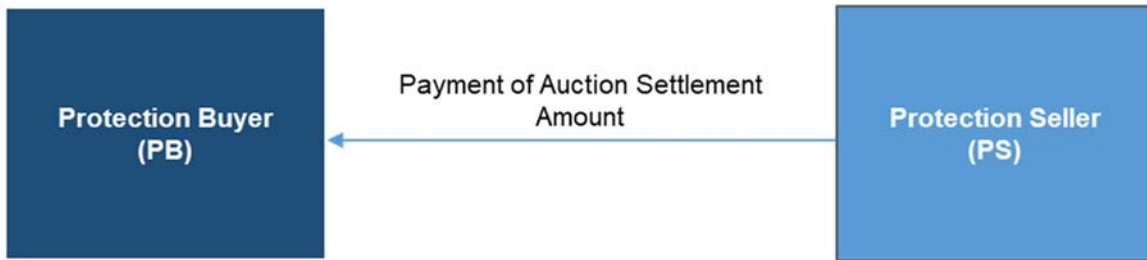 Protection Buyer
(PB)
Payment of Auction Settlement
Amount
Protection Seller
(PS)